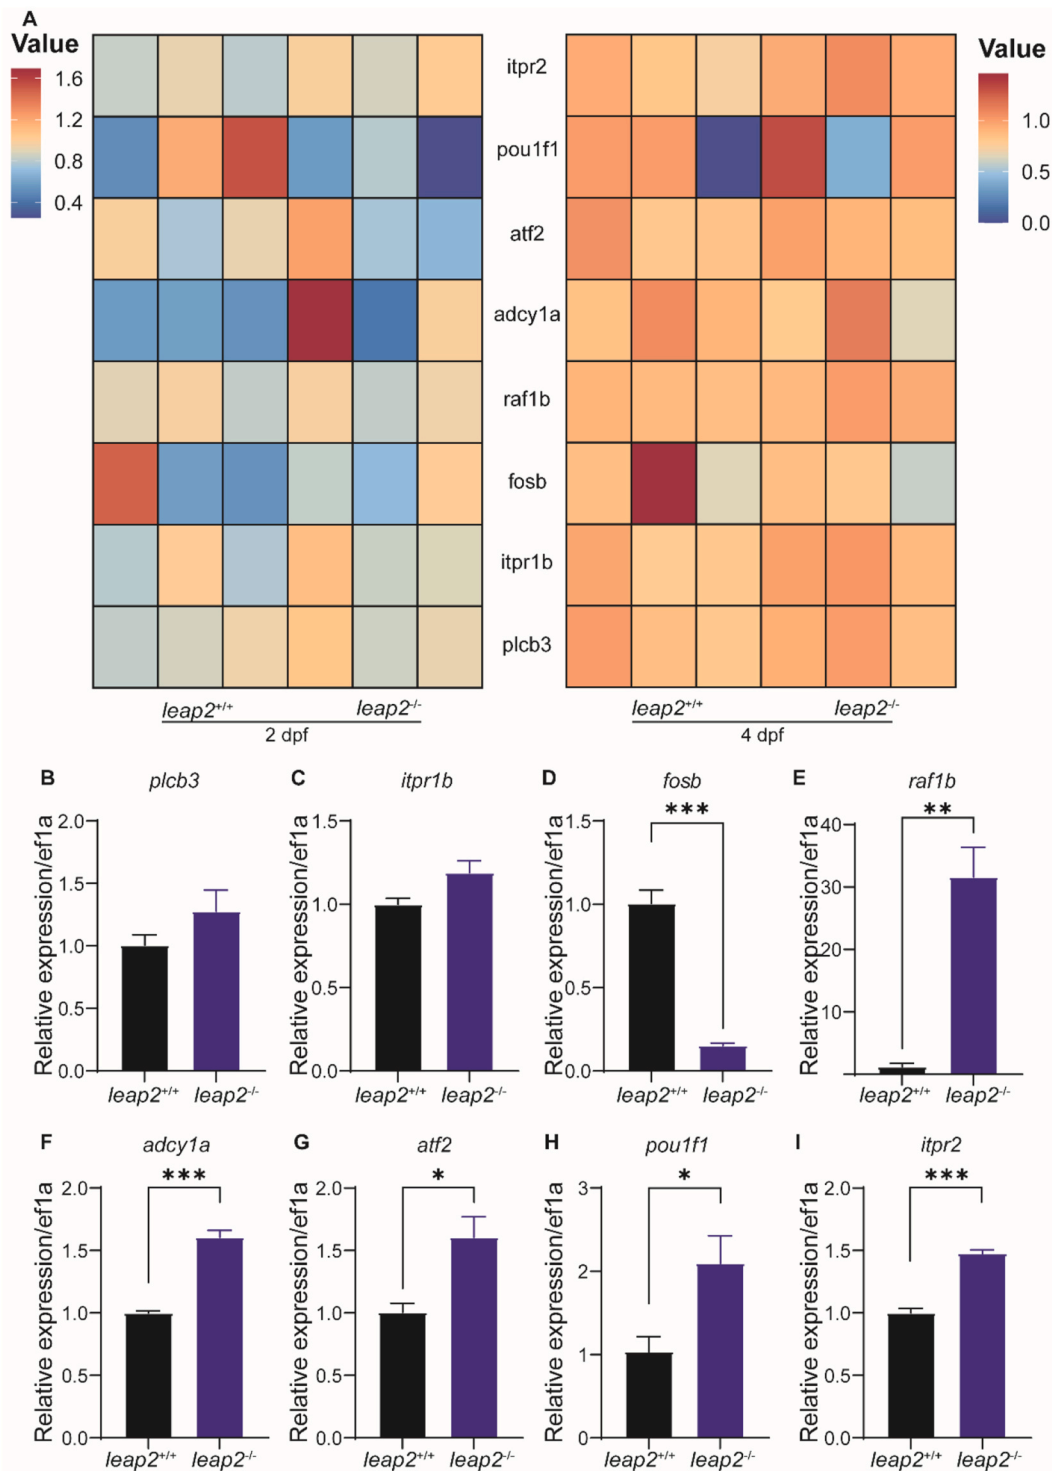 A
Value
1.6
1.2
0.8
0.4
itpr2
pou1f1
atf2
adcy1a
raf1b
fosb
itpr1b
plcb3
Value
1.0
0.5
0.0
leap2+/+ leap2-/-
2 dpf
leap2+/+ leap2-/-
4 dpf
B plcb3
Relative expression/ef1a
2.0
1.5
1.0
0.5
0.0
leap2+/+ leap2-/-
C itpr1b
Relative expression/ef1a
1.5
1.0
0.5
0.0
leap2+/+ leap2-/-
D fosb
***
Relative expression/ef1a
1.5
1.0
0.5
0.0
leap2+/+ leap2-/-
E raf1b
**
Relative expression/ef1a
40
30
20
10
leap2+/+ leap2-/-
F adcy1a
***
Relative expression/ef1a
2.0
1.5
1.0
0.5
0.0
leap2+/+ leap2-/-
G atf2
*
Relative expression/ef1a
2.0
1.5
1.0
0.5
0.0
leap2+/+ leap2-/-
H pou1f1
*
Relative expression/ef1a
3
2
1
0
leap2+/+ leap2-/-
I itpr2
***
Relative expression/ef1a
2.0
1.5
1.0
0.5
0.0
leap2+/+ leap2-/-